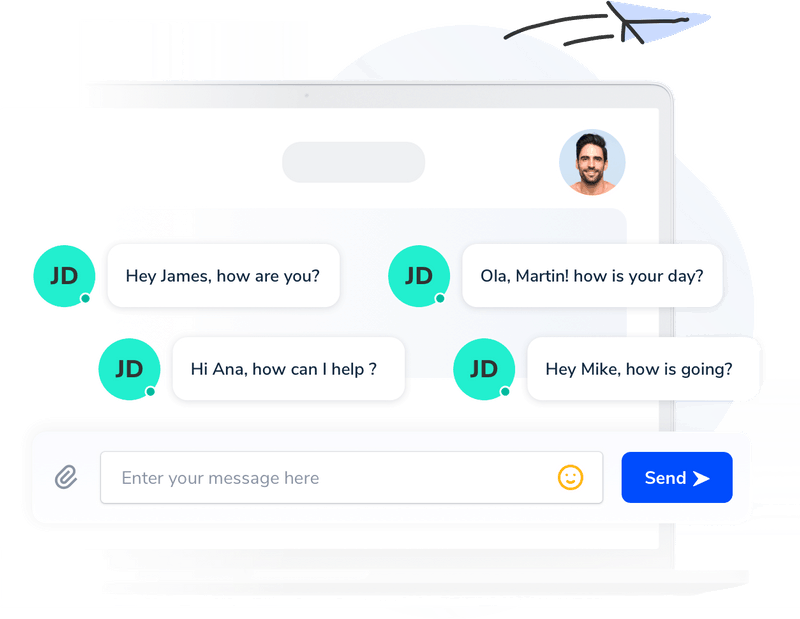 JD
Hey James, how are you?
JD
Ola, Martin! how is your day?
JD
Hi Ana, how can I help ?
JD
Hey Mike, how is going?
Enter your message here
Send